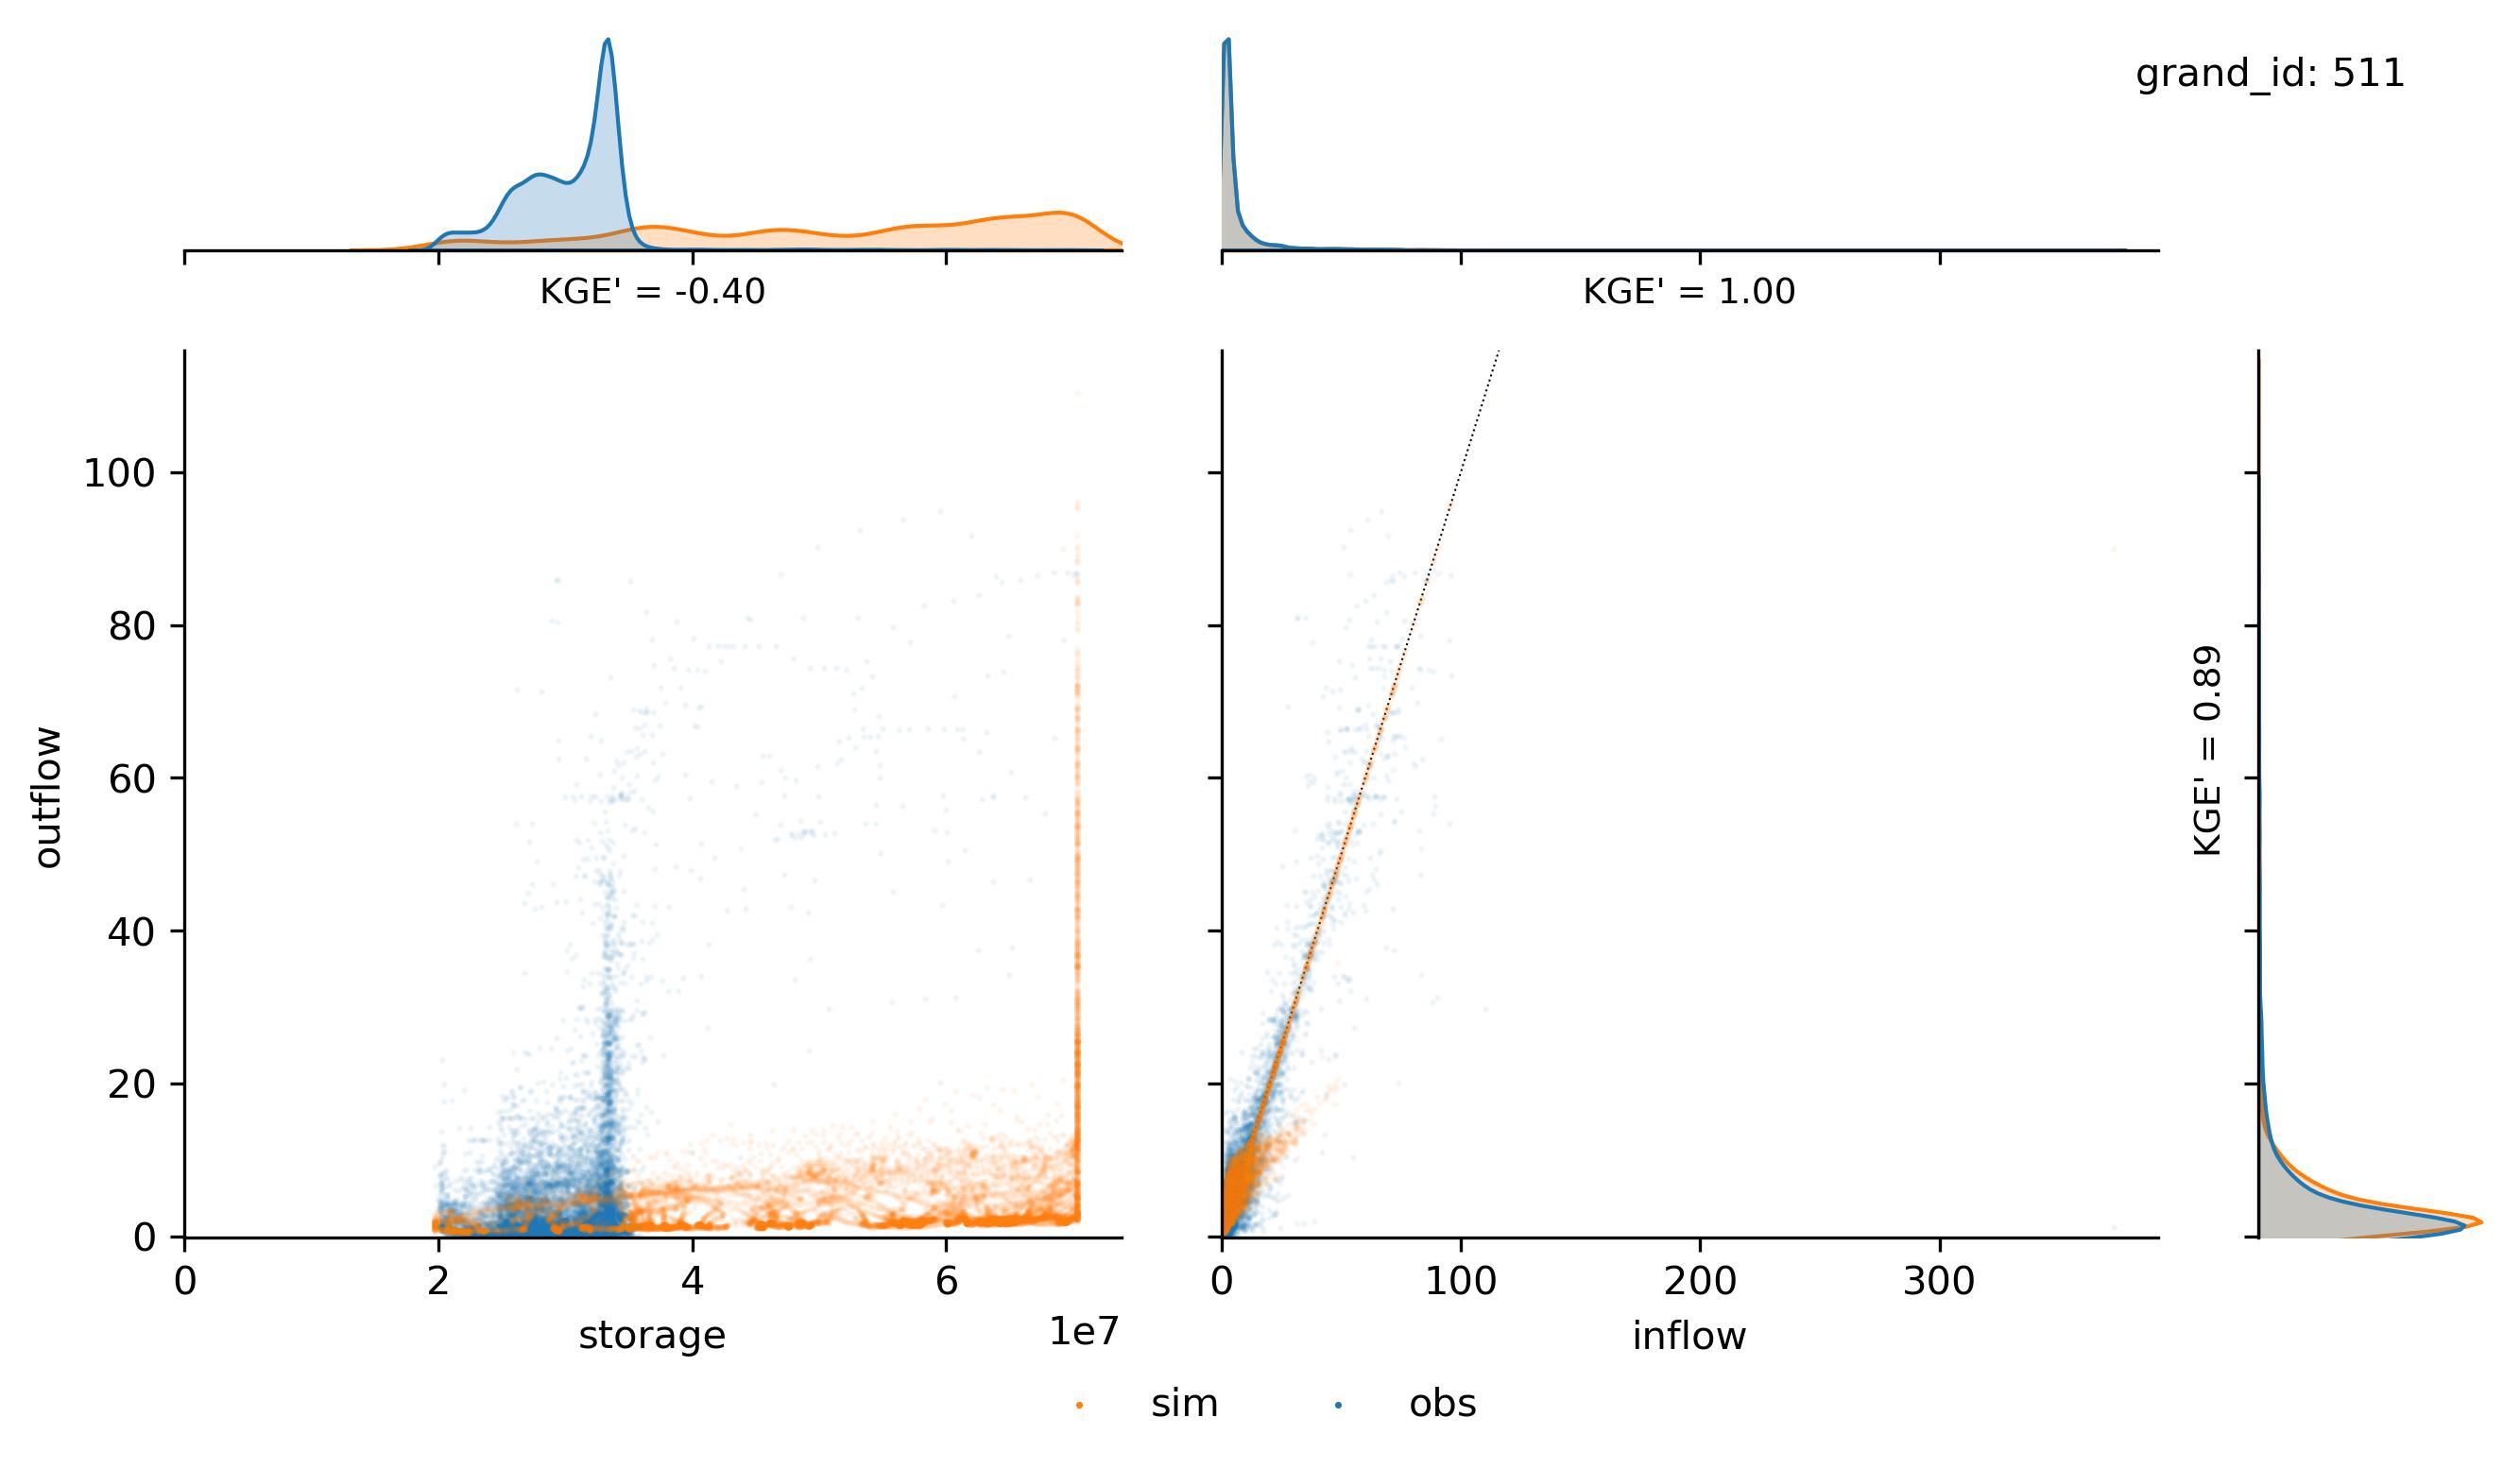 grand_id: 511
KGE' = -0.40
KGE' = 1.00
100
80
60
40
20
0
outflow
KGE' = 0.89
0 2 4 6
0 100 200 300
storage
1e7
inflow
sim obs